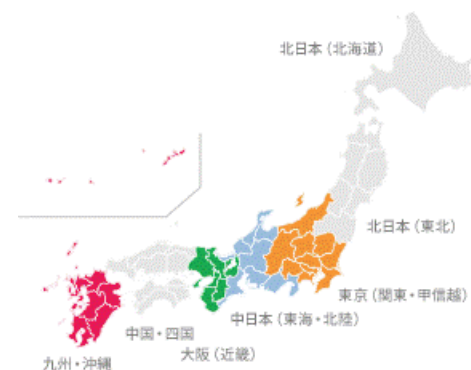 北日本（北海道）
北日本（東北）
東京（関東・甲信越）
中日本（東海・北陸）
中国・四国
大阪（近畿）
九州・沖縄